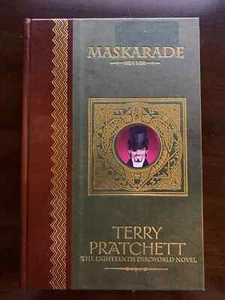 MASKARADE
TERRY
PRATCHETT
THE EIGHTEENTH DISCWORLD NOVEL